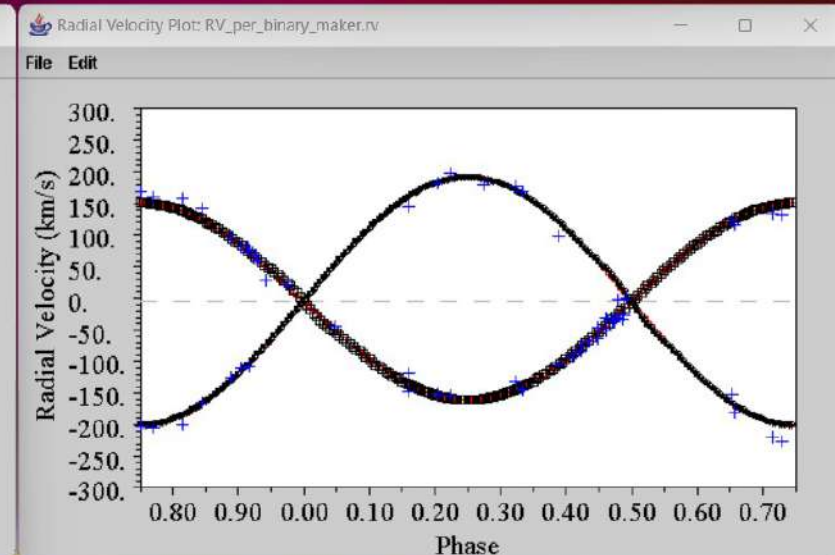 Radial Velocity Plot: RV_per_binary_maker.rv
File Edit
300.
250.
200.
150.
100.
50.
0.
-50.
-100.
-150.
-200.
-250.
-300.
Radial Velocity (km/s)
0.80 0.90 0.00 0.10 0.20 0.30 0.40 0.50 0.60 0.70
Phase